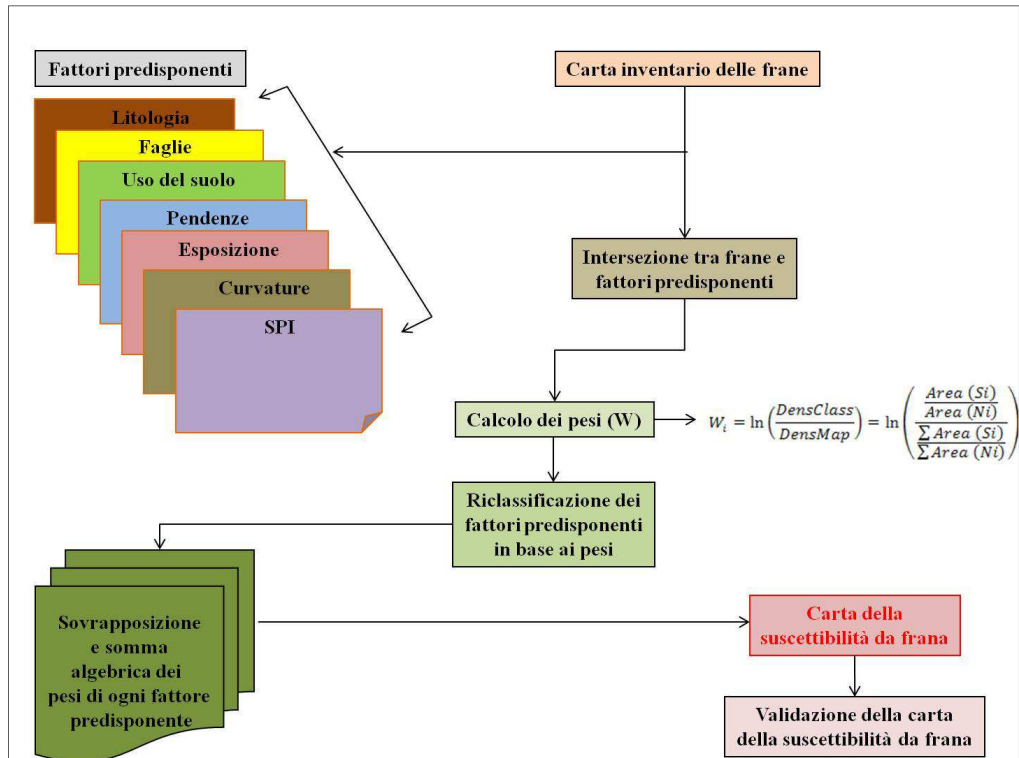 Fattori predisponenti
Carta inventario delle frane
Litologia
Faglie
Uso del suolo
Pendenze
Esposizione
Curvature
SPI
Intersezione tra frane e
fattori predisponenti
Calcolo dei pesi (W)
W_i = ln(DensClass/DensMap) = ln((Area (Si)/Area (Ni))/(∑Area (Si)/∑Area (Ni)))
Riclassificazione dei
fattori predisponenti
in base ai pesi
Sovrapposizione
e somma
algebrica dei
pesi di ogni fattore
predisponente
Carta della
suscettibilità da frana
Validazione della carta
della suscettibilità da frana